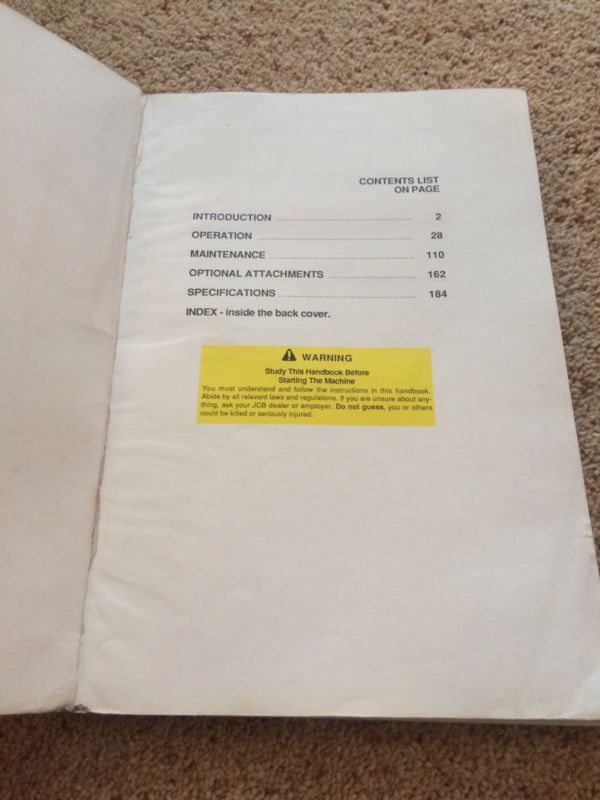 CONTENTS LIST
ON PAGE
INTRODUCTION ................................................ 2
OPERATION ....................................................... 28
MAINTENANCE .................................................. 110
OPTIONAL ATTACHMENTS .............................. 162
SPECIFICATIONS ................................................ 184
INDEX - inside the back cover.
WARNING
Study This Handbook Before
Starting The Machine
You must understand and follow the instructions in this handbook.
Abide by all relevant laws and regulations. If you are unsure about any-
thing, ask your JCB dealer or employer. Do not guess, you or others
could be killed or seriously injured.